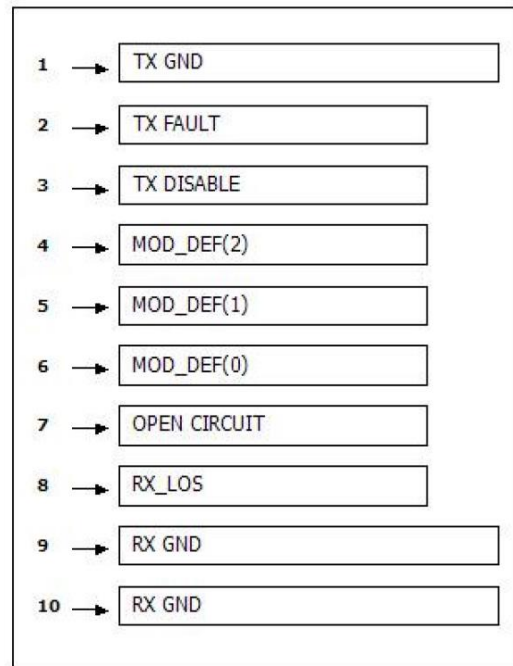 1 TX GND
2 TX FAULT
3 TX DISABLE
4 MOD_DEF(2)
5 MOD_DEF(1)
6 MOD_DEF(0)
7 OPEN CIRCUIT
8 RX_LOS
9 RX GND
10 RX GND